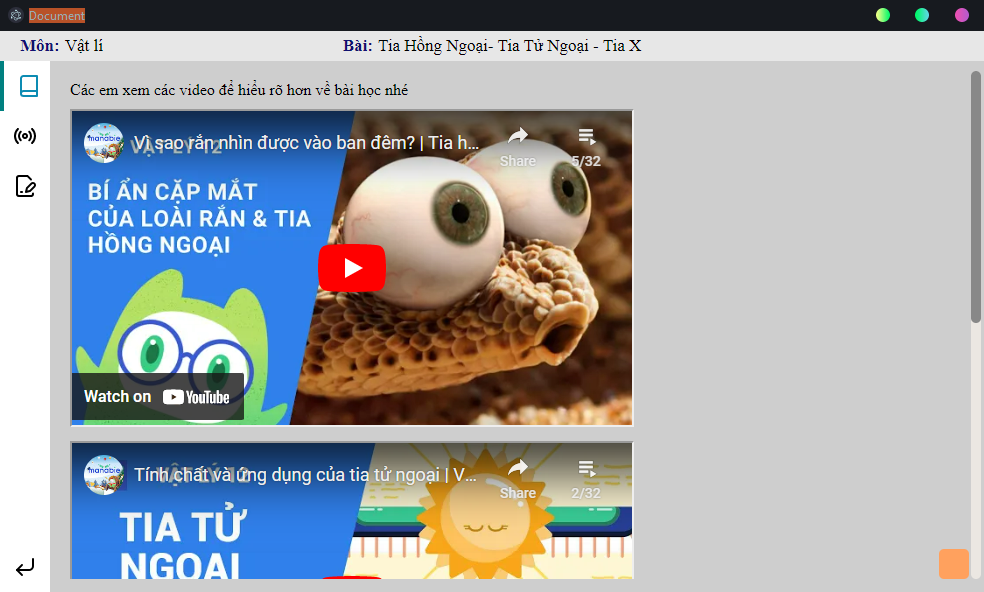 Document
Môn: Vật lí
Bài: Tia Hồng Ngoại- Tia Tử Ngoại - Tia X
Các em xem các video để hiểu rõ hơn về bài học nhé
manabie
Vì sao rắn nhìn được vào ban đêm? | Tia h...
VẬT LÝ 12
Share
5/32
BÍ ẨN CẶP MẮT
CỦA LOÀI RẮN & TIA
HỒNG NGOẠI
Watch on YouTube
manabie
Tính chất và ứng dụng của tia tử ngoại | V...
VẬT LÝ 12
Share
2/32
TIA TỬ
NGOẠI